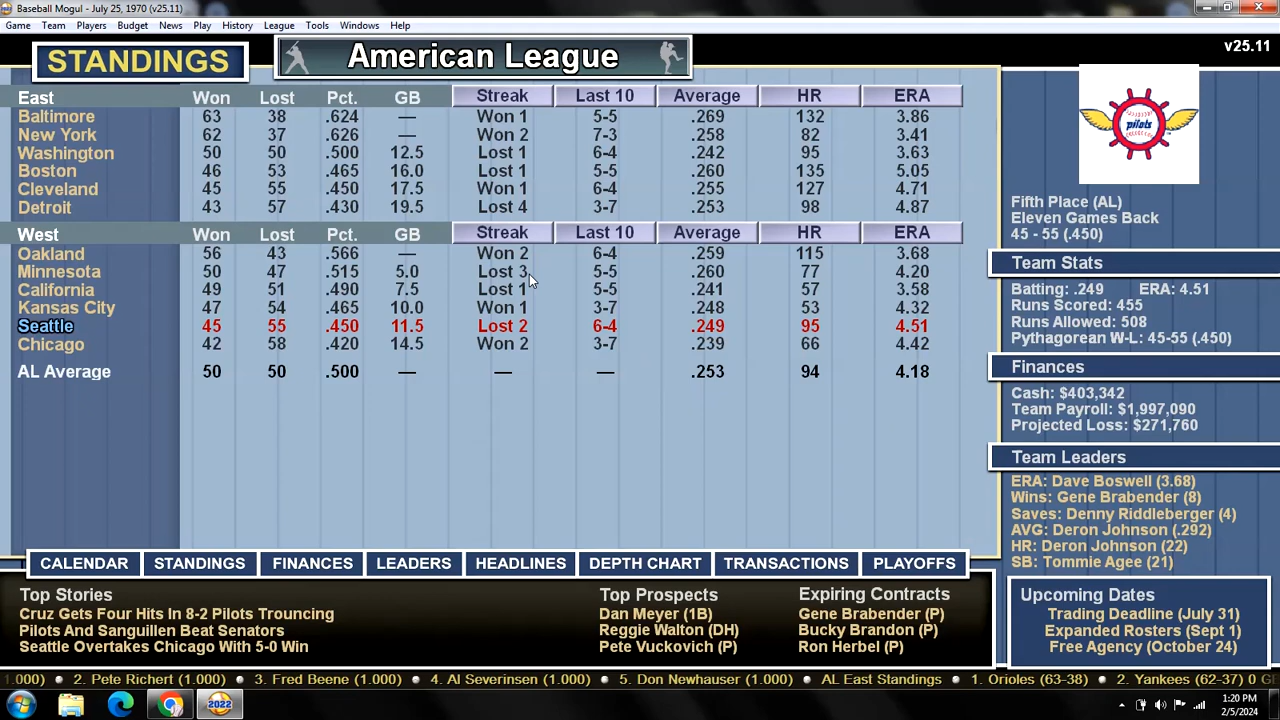 Baseball Mogul - July 25, 1970 (v25.11)
Game Team Players Budget News Play History League Tools Windows Help
STANDINGS American League v25.11
East Won Lost Pct. GB Streak Last 10 Average HR ERA
Baltimore 63 38 .624 — Won 1 5-5 .269 132 3.86
New York 62 37 .626 — Won 2 7-3 .258 82 3.41
Washington 50 50 .500 12.5 Lost 1 6-4 .242 95 3.63
Boston 46 53 .465 16.0 Lost 1 5-5 .260 135 5.05
Cleveland 45 55 .450 17.5 Won 1 6-4 .255 127 4.71
Detroit 43 57 .430 19.5 Lost 4 3-7 .253 98 4.87
West Won Lost Pct. GB Streak Last 10 Average HR ERA
Oakland 56 43 .566 — Won 2 6-4 .259 115 3.68
Minnesota 50 47 .515 5.0 Lost 3 5-5 .260 77 4.20
California 49 51 .490 7.5 Lost 1 5-5 .241 57 3.58
Kansas City 47 54 .465 10.0 Won 1 3-7 .248 53 4.32
Seattle 45 55 .450 11.5 Lost 2 6-4 .249 95 4.51
Chicago 42 58 .420 14.5 Won 2 3-7 .239 66 4.42
AL Average 50 50 .500 — — — .253 94 4.18
pilots
Fifth Place (AL)
Eleven Games Back
45 - 55 (.450)
Team Stats
Batting: .249 ERA: 4.51
Runs Scored: 455
Runs Allowed: 508
Pythagorean W-L: 45-55 (.450)
Finances
Cash: $403,342
Team Payroll: $1,997,090
Projected Loss: $271,760
Team Leaders
ERA: Dave Boswell (3.68)
Wins: Gene Brabender (8)
Saves: Denny Riddleberger (4)
AVG: Deron Johnson (.292)
HR: Deron Johnson (22)
SB: Tommie Agee (21)
CALENDAR STANDINGS FINANCES LEADERS HEADLINES DEPTH CHART TRANSACTIONS PLAYOFFS
Top Stories
Cruz Gets Four Hits In 8-2 Pilots Trouncing
Pilots And Sanguillen Beat Senators
Seattle Overtakes Chicago With 5-0 Win
Top Prospects
Dan Meyer (1B)
Reggie Walton (DH)
Pete Vuckovich (P)
Expiring Contracts
Gene Brabender (P)
Bucky Brandon (P)
Ron Herbel (P)
Upcoming Dates
Trading Deadline (July 31)
Expanded Rosters (Sept 1)
Free Agency (October 24)
1.000) • 2. Pete Richert (1.000) • 3. Fred Beene (1.000) • 4. Al Severinsen (1.000) • 5. Don Newhauser (1.000) • AL East Standings • 1. Orioles (63-38) • 2. Yankees (62-37) 0 G
2022
1:20 PM
2/5/2024